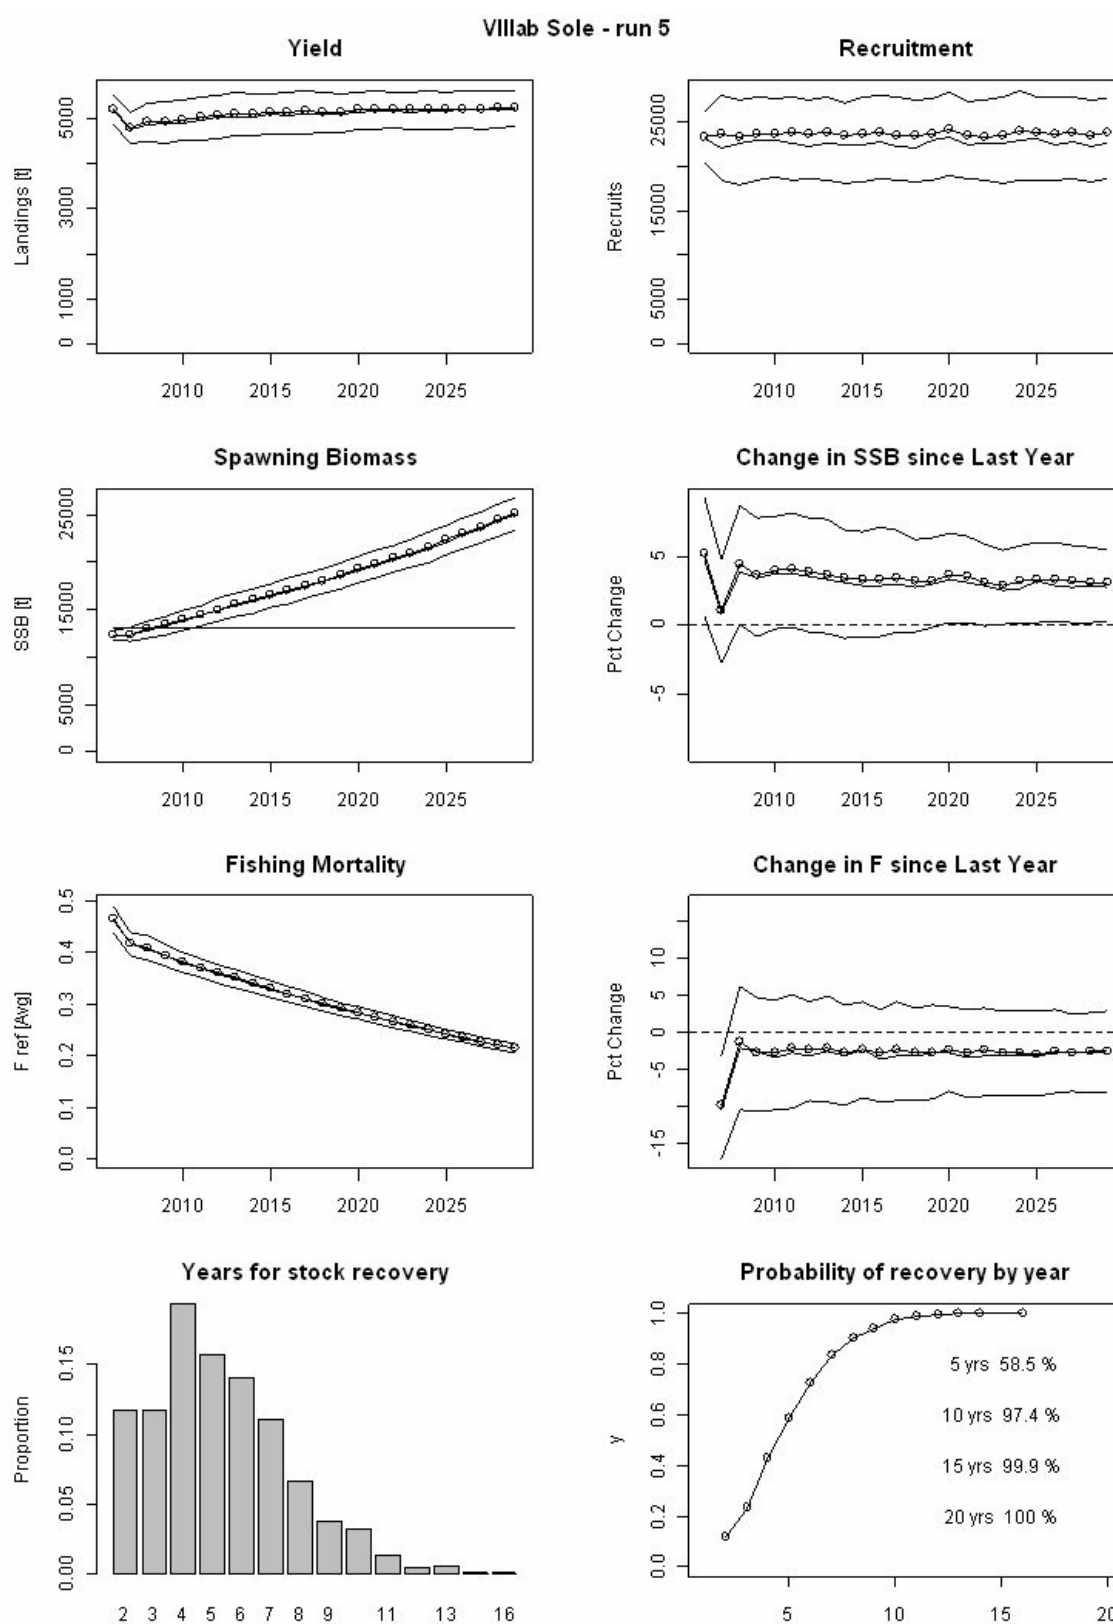 VIIIab Sole - run 5
Yield
Landings [t]
0 1000 3000 5000
2010 2015 2020 2025
Recruitment
Recruits
0 5000 15000 25000
2010 2015 2020 2025
Spawning Biomass
SSB [t]
0 5000 15000 25000
2010 2015 2020 2025
Change in SSB since Last Year
Pct Change
-5 0 5
2010 2015 2020 2025
Fishing Mortality
F ref [Avg]
0.0 0.1 0.2 0.3 0.4 0.5
2010 2015 2020 2025
Change in F since Last Year
Pct Change
-15 -5 0 5 10
2010 2015 2020 2025
Years for stock recovery
Proportion
0.00 0.05 0.10 0.15
2 3 4 5 6 7 8 9 11 13 16
Probability of recovery by year
y
0.0 0.2 0.4 0.6 0.8 1.0
5 yrs 58.5 %
10 yrs 97.4 %
15 yrs 99.9 %
20 yrs 100 %
5 10 15 20